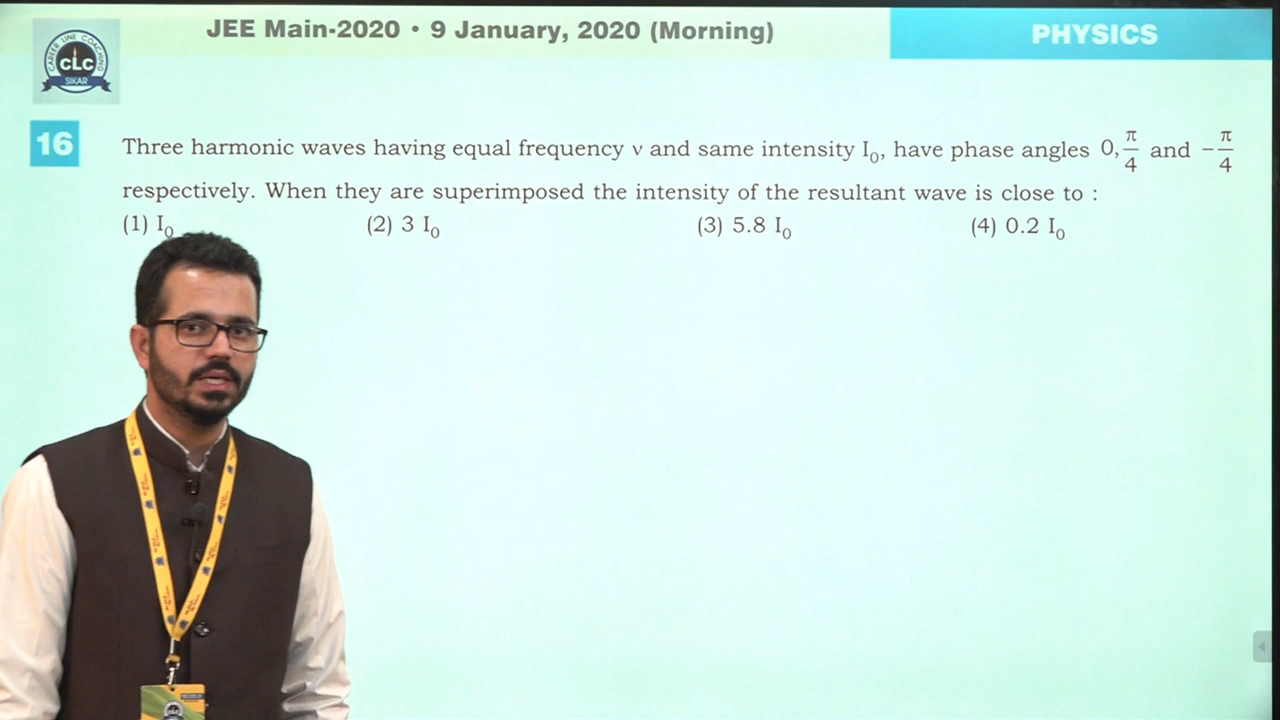 JEE Main-2020 • 9 January, 2020 (Morning)
PHYSICS
CAREER LINE COACHING
CLC
SIKAR
16
Three harmonic waves having equal frequency ν and same intensity I₀, have phase angles 0, π/4 and −π/4
respectively. When they are superimposed the intensity of the resultant wave is close to :
(1) I₀ (2) 3 I₀ (3) 5.8 I₀ (4) 0.2 I₀